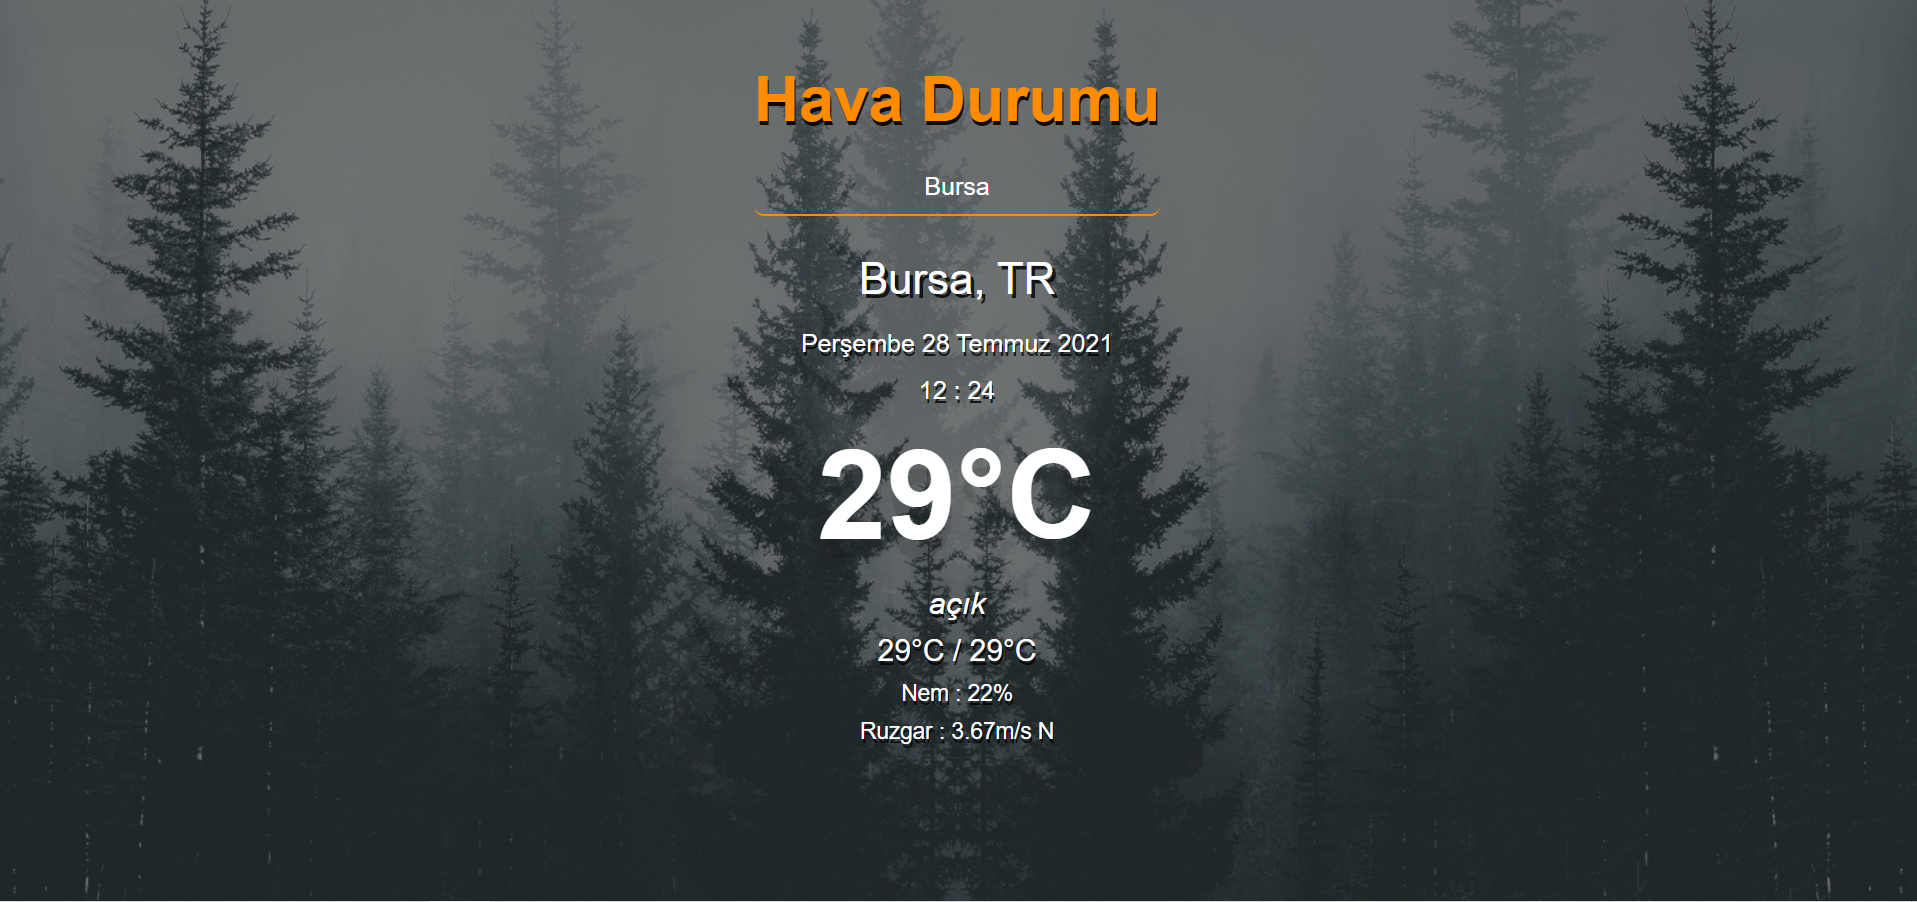 Hava Durumu
Bursa
Bursa, TR
Perşembe 28 Temmuz 2021
12 : 24
29°C
açık
29°C / 29°C
Nem : 22%
Ruzgar : 3.67m/s N